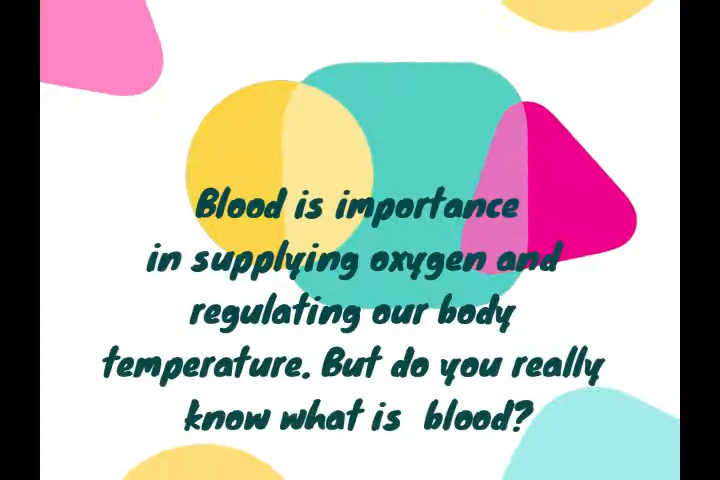 Blood is importance
in supplying oxygen and
regulating our body
temperature. But do you really
know what is  blood?